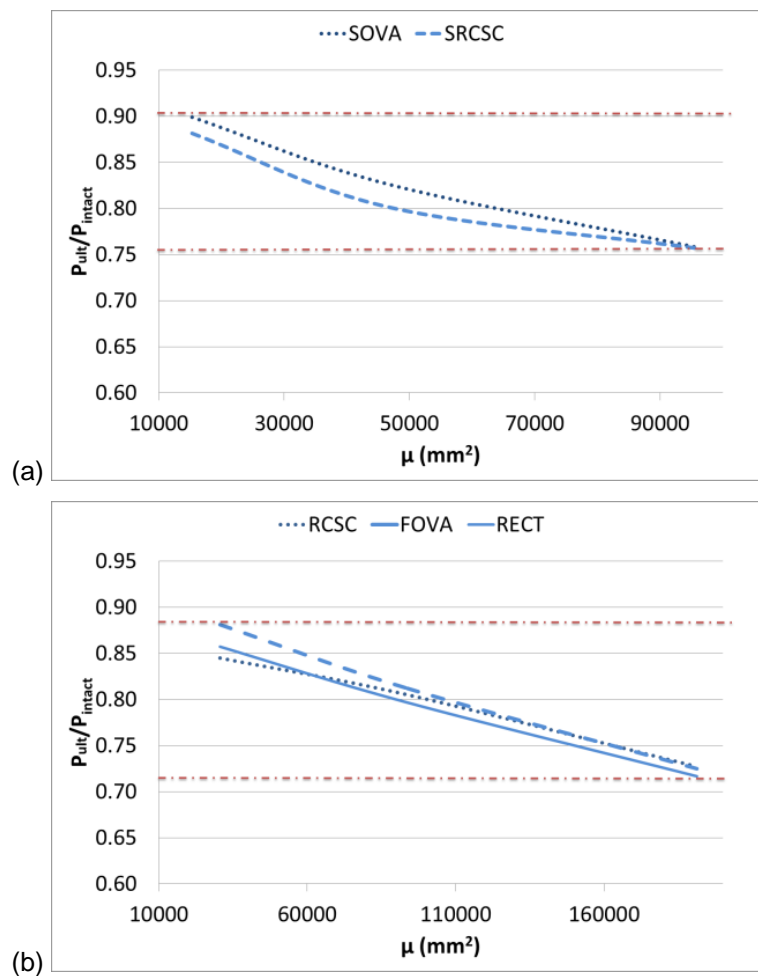 SOVA SRCSC
0.95
0.90
0.85
0.80
0.75
0.70
0.65
0.60
Pult/Pintact
10000 30000 50000 70000 90000
μ (mm²)
(a)
RCSC FOVA RECT
0.95
0.90
0.85
0.80
0.75
0.70
0.65
0.60
Pult/Pintact
10000 60000 110000 160000
μ (mm²)
(b)